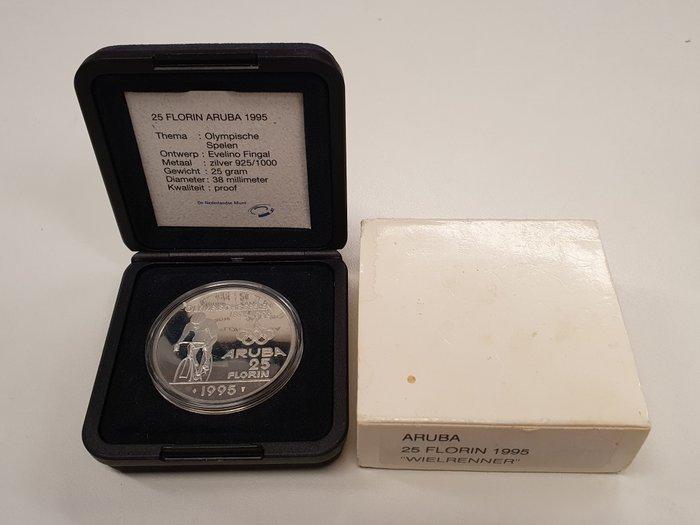 25 FLORIN ARUBA 1995
Thema : Olympische
Spelen
Ontwerp : Evelino Fingal
Metaal : zilver 925/1000
Gewicht : 25 gram
Diameter : 38 millimeter
Kwaliteit : proof
De Nederlandse Munt
ARUBA
25
FLORIN
1995
ARUBA
25 FLORIN 1995
"WIELRENNER"